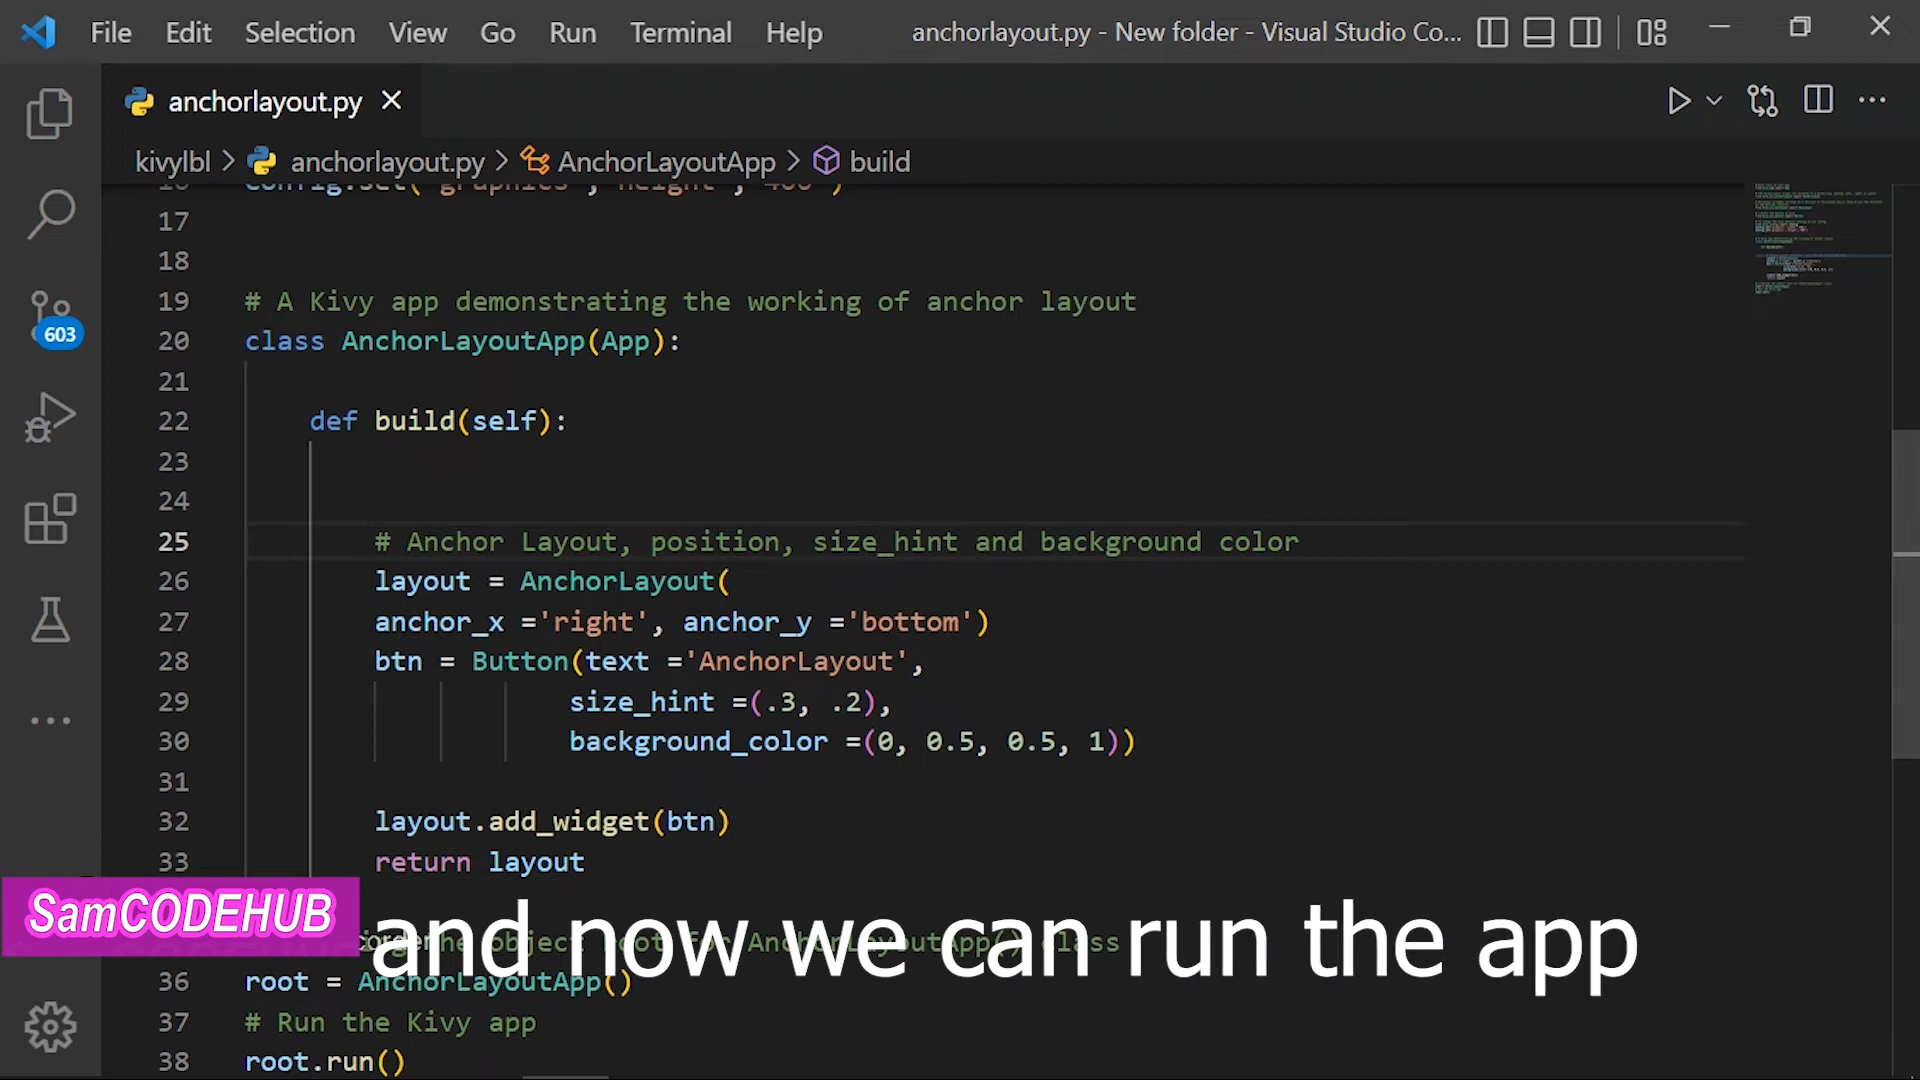 File Edit Selection View Go Run Terminal Help anchorlayout.py - New folder - Visual Studio Co...
anchorlayout.py
kivylbl > anchorlayout.py > AnchorLayoutApp > build
17
18
19 # A Kivy app demonstrating the working of anchor layout
20 class AnchorLayoutApp(App):
21
22 def build(self):
23
24
25 # Anchor Layout, position, size_hint and background color
26 layout = AnchorLayout(
27 anchor_x ='right', anchor_y ='bottom')
28 btn = Button(text ='AnchorLayout',
29 size_hint =(.3, .2),
30 background_color =(0, 0.5, 0.5, 1))
31
32 layout.add_widget(btn)
33 return layout
603
SamCODEHUB
and now we can run the app
36 root = AnchorLayoutApp()
37 # Run the Kivy app
38 root.run()